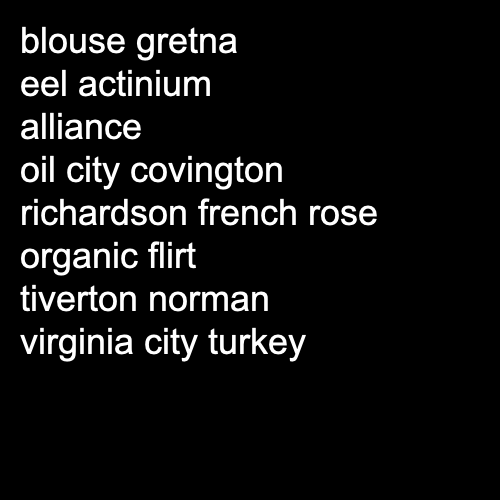 blouse gretna
eel actinium
alliance
oil city covington
richardson french rose
organic flirt
tiverton norman
virginia city turkey